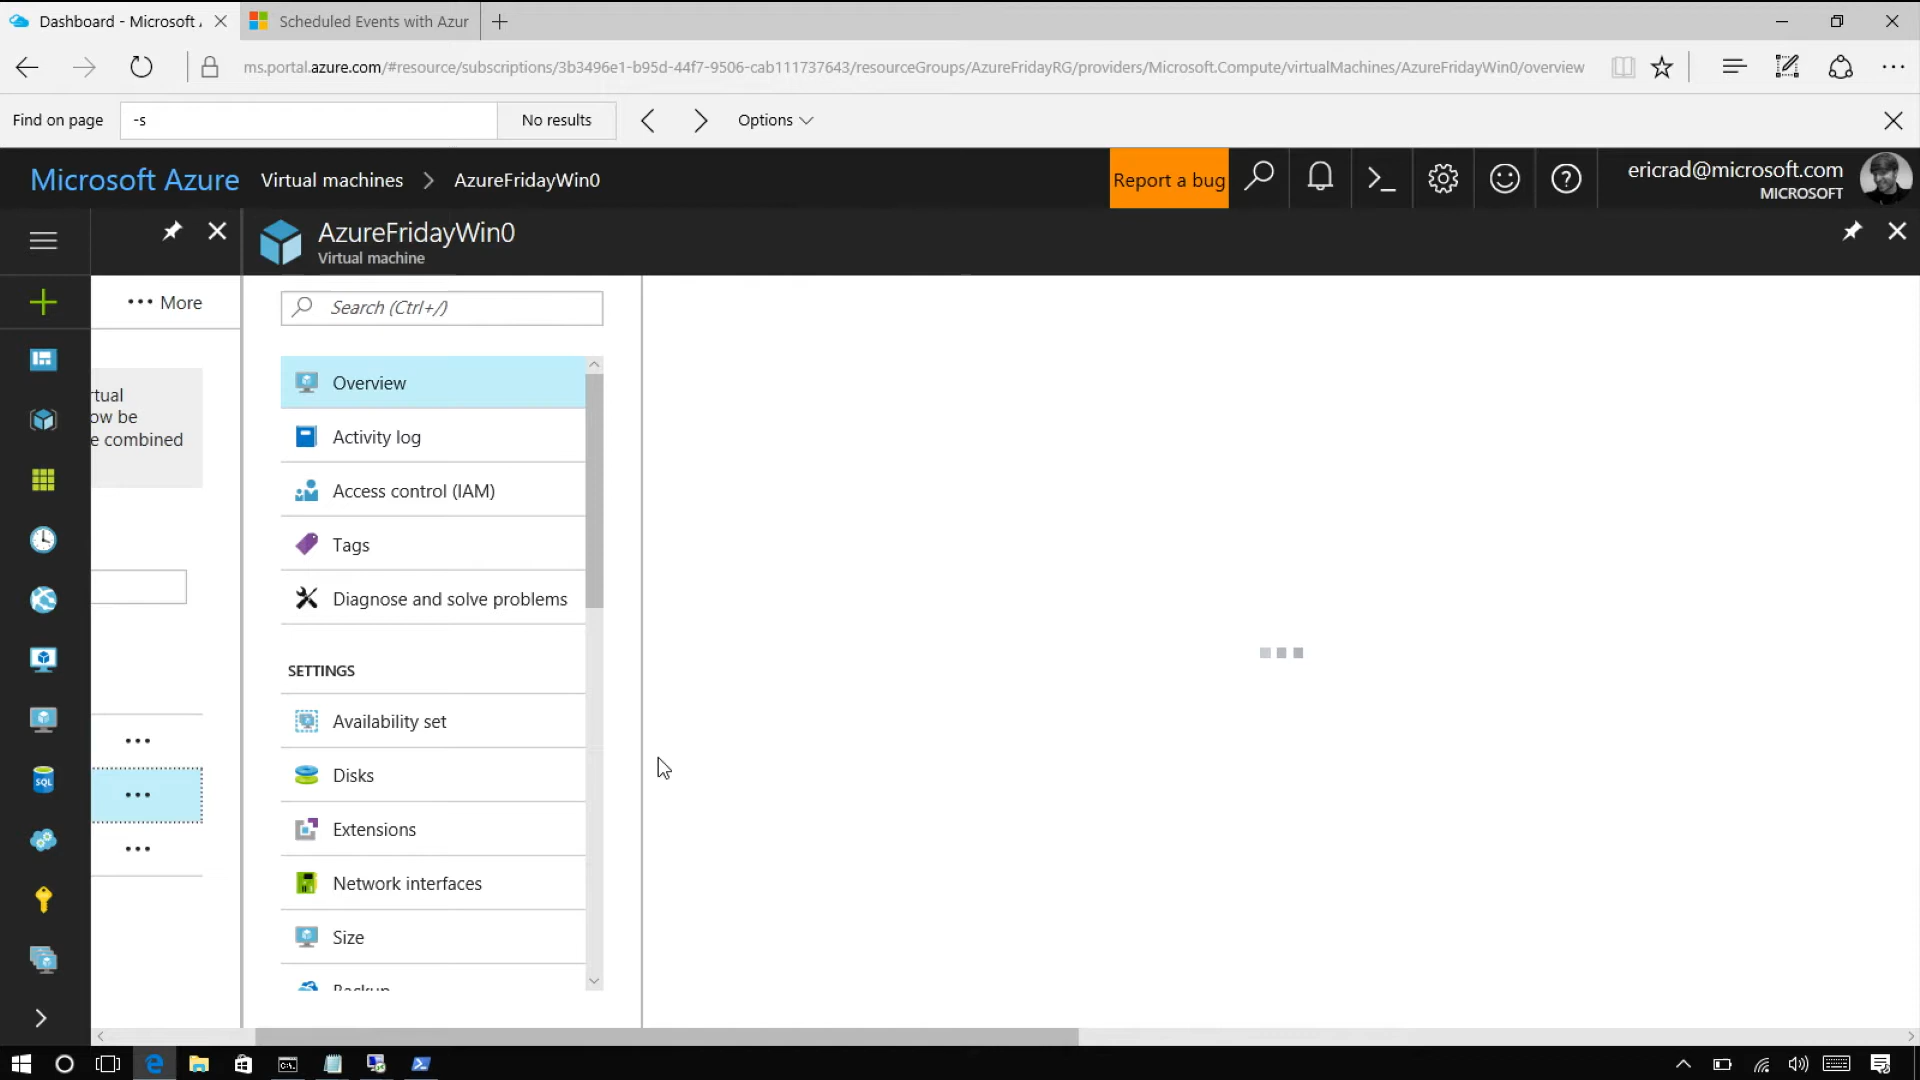 Dashboard - Microsoft A
Scheduled Events with Azur
ms.portal.azure.com/#resource/subscriptions/3b3496e1-b95d-44f7-9506-cab111737643/resourceGroups/AzureFridayRG/providers/Microsoft.Compute/virtualMachines/AzureFridayWin0/overview
Find on page
-s
No results
Options
Microsoft Azure
Virtual machines
AzureFridayWin0
Report a bug
ericrad@microsoft.com
MICROSOFT
AzureFridayWin0
Virtual machine
More
Search (Ctrl+/)
rtual
ow be
e combined
Overview
Activity log
Access control (IAM)
Tags
Diagnose and solve problems
SETTINGS
Availability set
Disks
Extensions
Network interfaces
Size
Backup
SQL